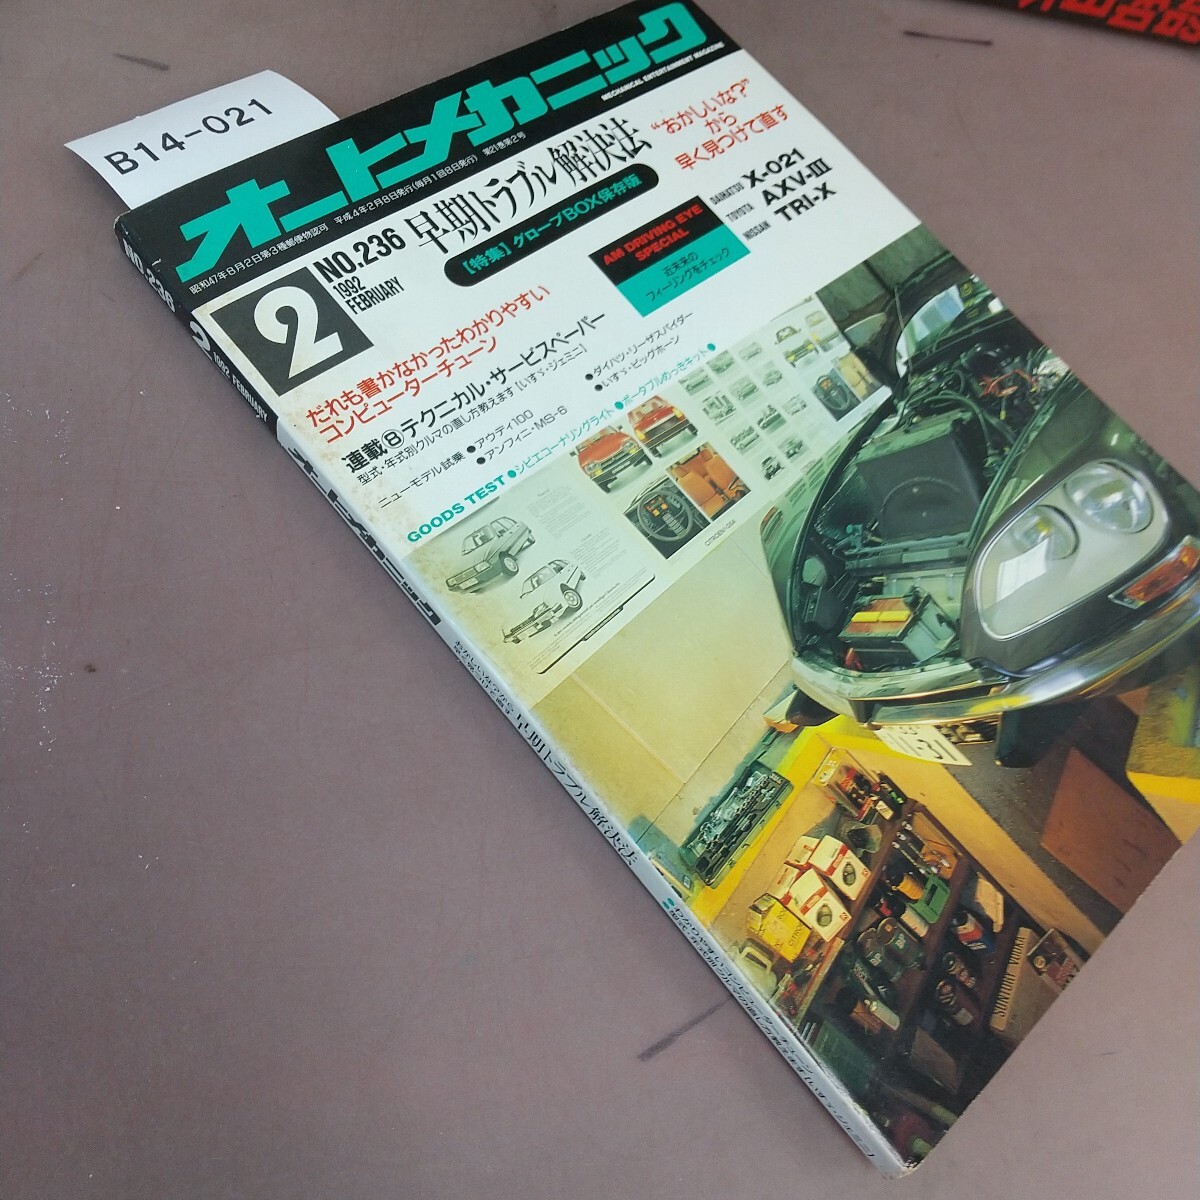 B14-021
オートメカニック
MECHANICAL ENTERTAINMENT MAGAZINE
昭和47年8月2日第3種郵便物認可 平成4年2月8日発行(毎月1回8日発行) 第21巻第2号
2
NO.236
1992
FEBRUARY
早期トラブル解決法
[特集]グローブBOX保存版
“おかしいな?”
から
早く見つけて直す
AM DRIVING EYE
SPECIAL
近未来の
フィーリングをチェック
DAIHATSU X-021
TOYOTA AXV-III
NISSAN TRI-X
だれも書かなかったわかりやすい
コンピューターチューン
連載⑧テクニカル・サービスペーパー
型式・年式別クルマの直し方教えます[いすゞ・ジェミニ]
ニューモデル試乗 ●アウディ100 ●ダイハツ・リーザスパイダー
●アンフィニ・MS-8 ●いすゞ・ビッグホーン
GOODS TEST ●シビエコーナリングライト ●ポータブルめっきキット●
CITROËN
SUNTORY VODKA
NO.236 2 1992 FEBRUARY オートメカニック
早期トラブル解決法